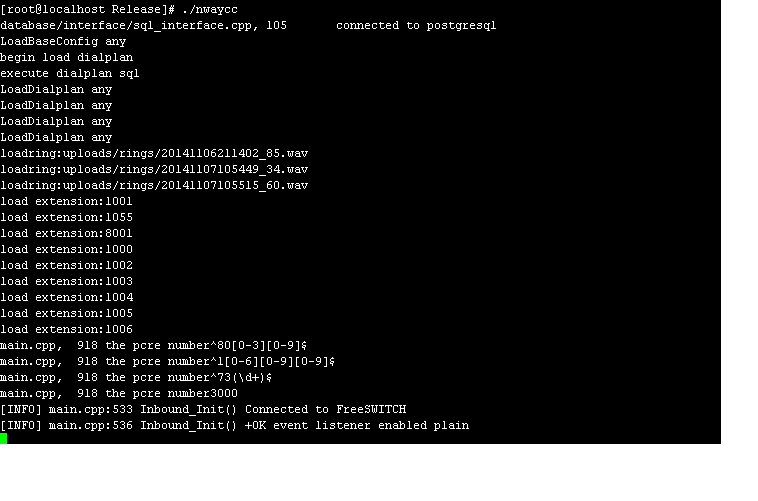 [root@localhost Release]# ./nwaycc
database/interface/sql_interface.cpp, 105 connected to postgresql
LoadBaseConfig any
begin load dialplan
execute dialplan sql
LoadDialplan any
LoadDialplan any
LoadDialplan any
LoadDialplan any
loadring:uploads/rings/20141106211402_85.wav
loadring:uploads/rings/20141107105449_34.wav
loadring:uploads/rings/20141107105515_60.wav
load extension:1001
load extension:1055
load extension:8001
load extension:1000
load extension:1002
load extension:1003
load extension:1004
load extension:1005
load extension:1006
main.cpp, 918 the pcre number^80[0-3][0-9]$
main.cpp, 918 the pcre number^1[0-6][0-9][0-9]$
main.cpp, 918 the pcre number^73(\d+)$
main.cpp, 918 the pcre number3000
[INFO] main.cpp:533 Inbound_Init() Connected to FreeSWITCH
[INFO] main.cpp:536 Inbound_Init() +OK event listener enabled plain